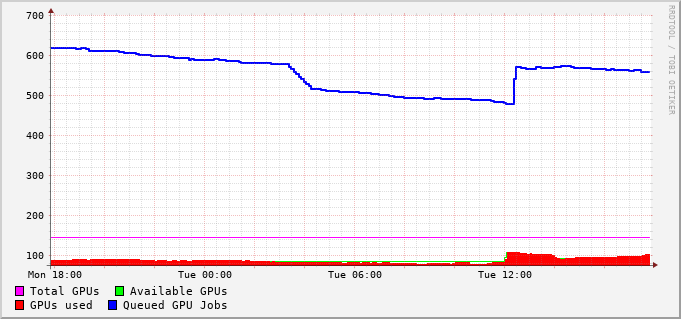 700
600
500
400
300
200
100
Mon 18:00 Tue 00:00 Tue 06:00 Tue 12:00
Total GPUs Available GPUs
GPUs used Queued GPU Jobs
RRDTOOL / TOBI OETIKER